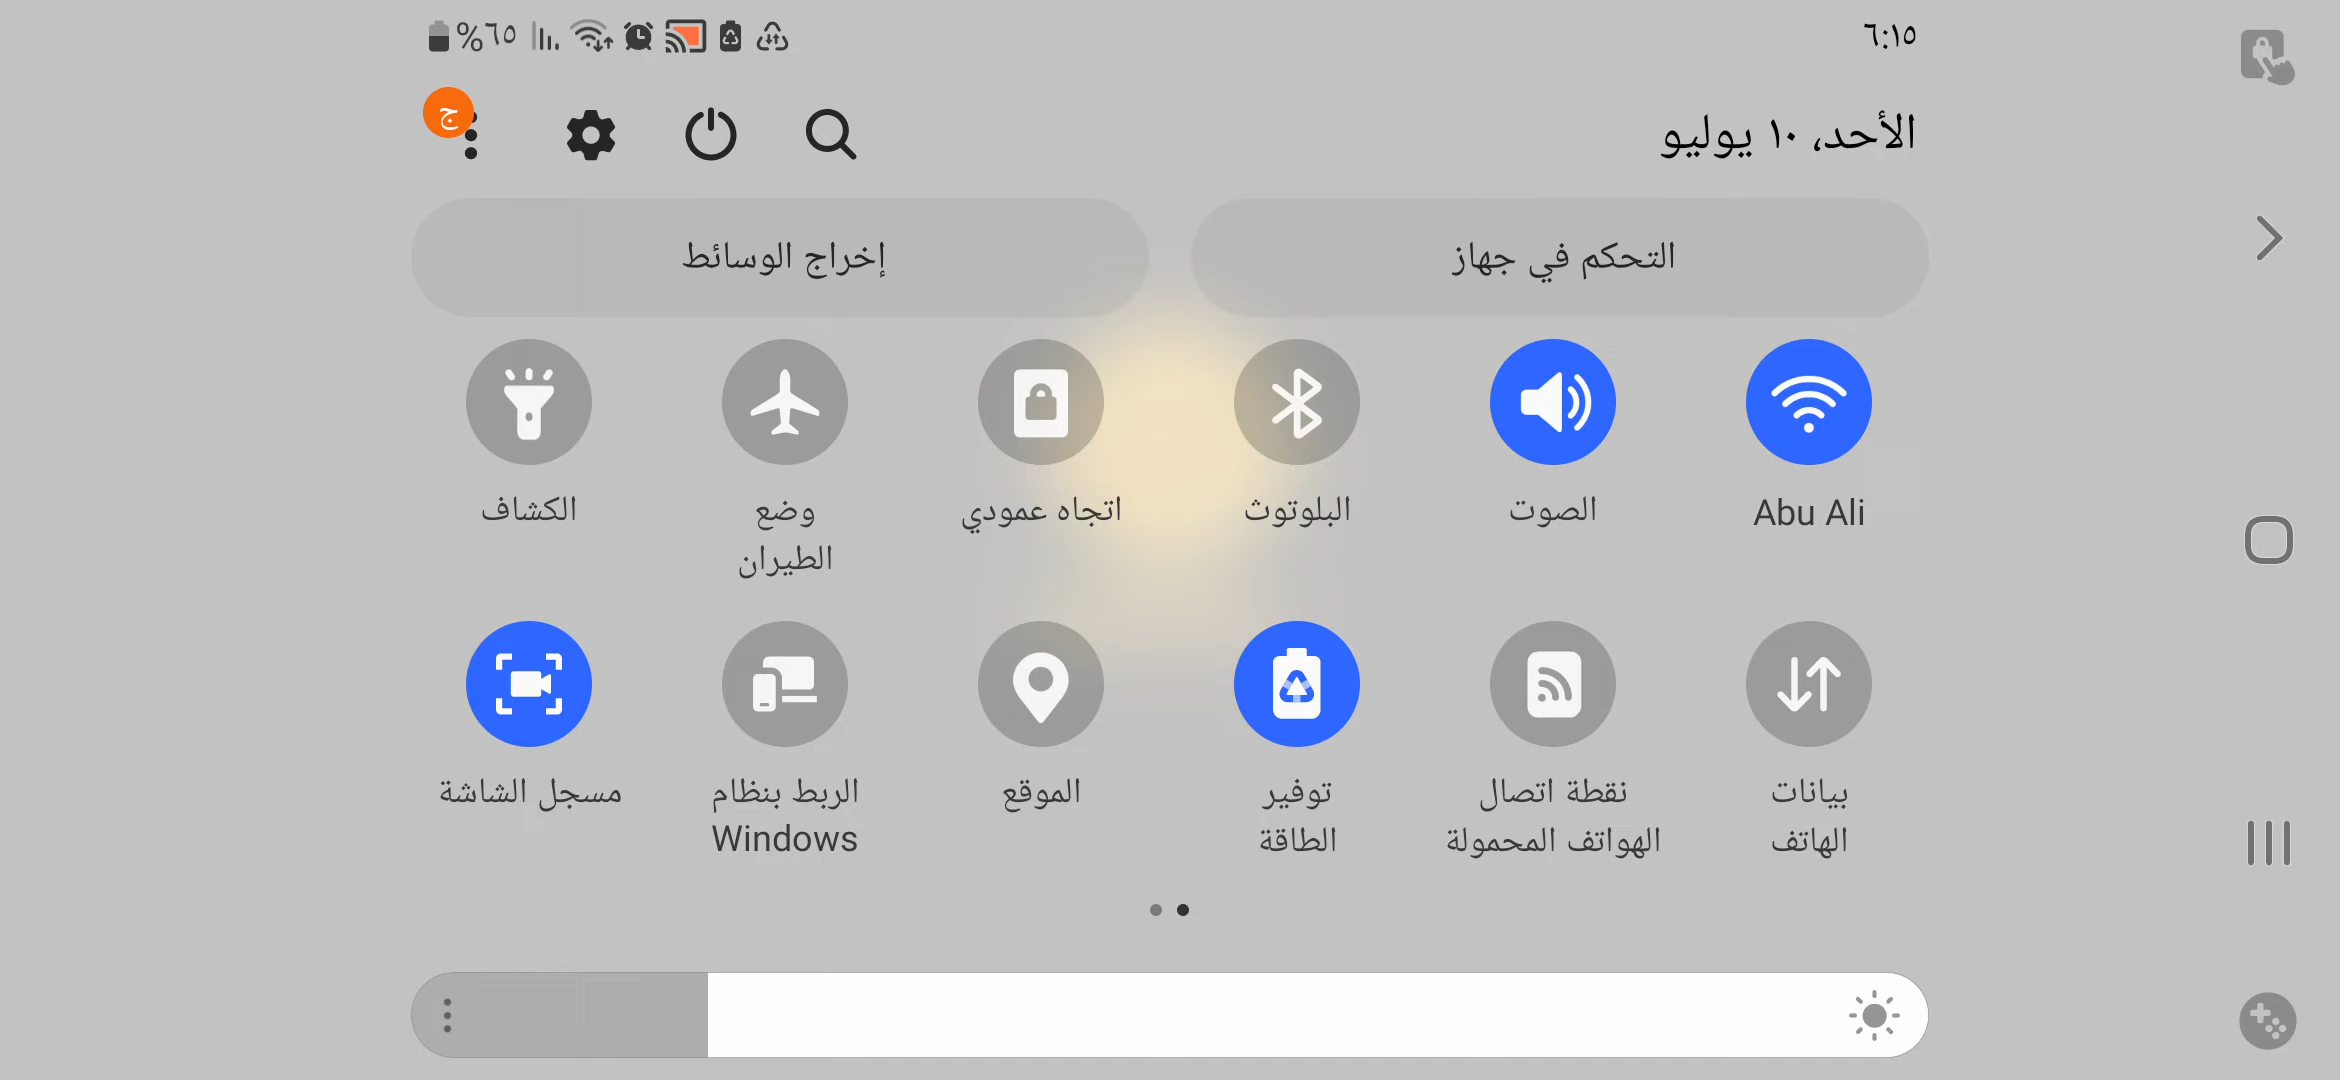 ٦:١٥
%٦٥
الأحد، ١٠ يوليو
ج
التحكم في جهاز
إخراج الوسائط
Abu Ali
الصوت
البلوتوث
اتجاه عمودي
وضع
الطيران
الكشاف
بيانات
الهاتف
نقطة اتصال
الهواتف المحمولة
توفير
الطاقة
الموقع
الربط بنظام
Windows
مسجل الشاشة